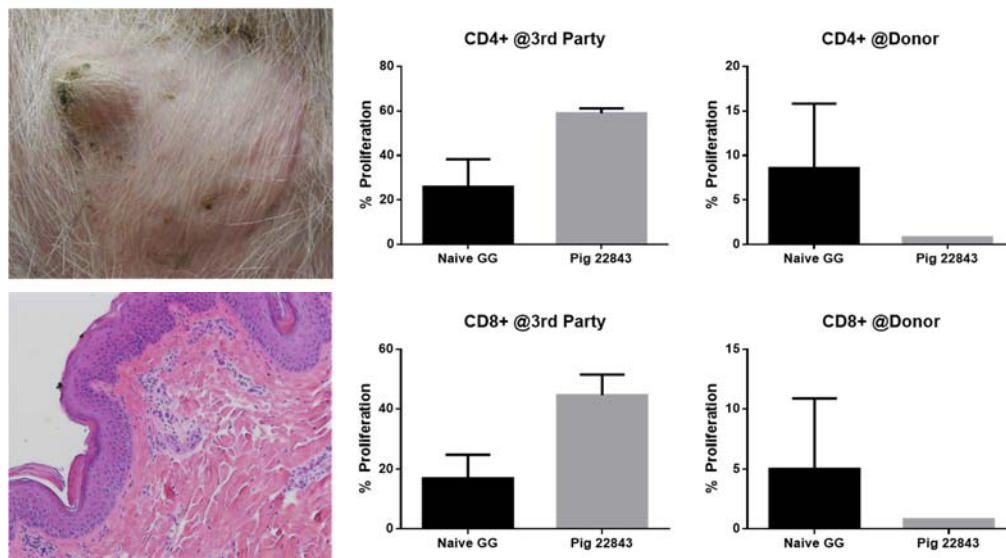 CD4+ @3rd Party
% Proliferation
80
60
40
20
0
Naive GG
Pig 22843
CD4+ @Donor
% Proliferation
20
15
10
5
0
Naive GG
Pig 22843
CD8+ @3rd Party
% Proliferation
60
40
20
0
Naive GG
Pig 22843
CD8+ @Donor
% Proliferation
15
10
5
0
Naive GG
Pig 22843